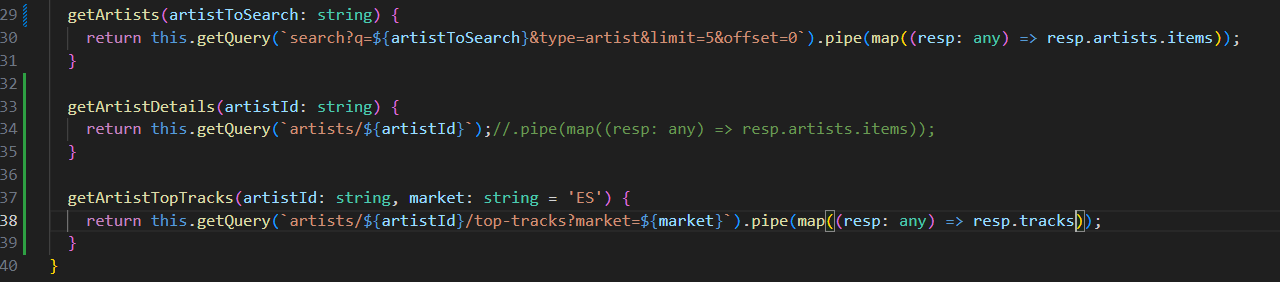 29 getArtists(artistToSearch: string) {
30 return this.getQuery(`search?q=${artistToSearch}&type=artist&limit=5&offset=0`).pipe(map((resp: any) => resp.artists.items));
31 }
32
33 getArtistDetails(artistId: string) {
34 return this.getQuery(`artists/${artistId}`);//.pipe(map((resp: any) => resp.artists.items));
35 }
36
37 getArtistTopTracks(artistId: string, market: string = 'ES') {
38 return this.getQuery(`artists/${artistId}/top-tracks?market=${market}`).pipe(map((resp: any) => resp.tracks));
39 }
40 }